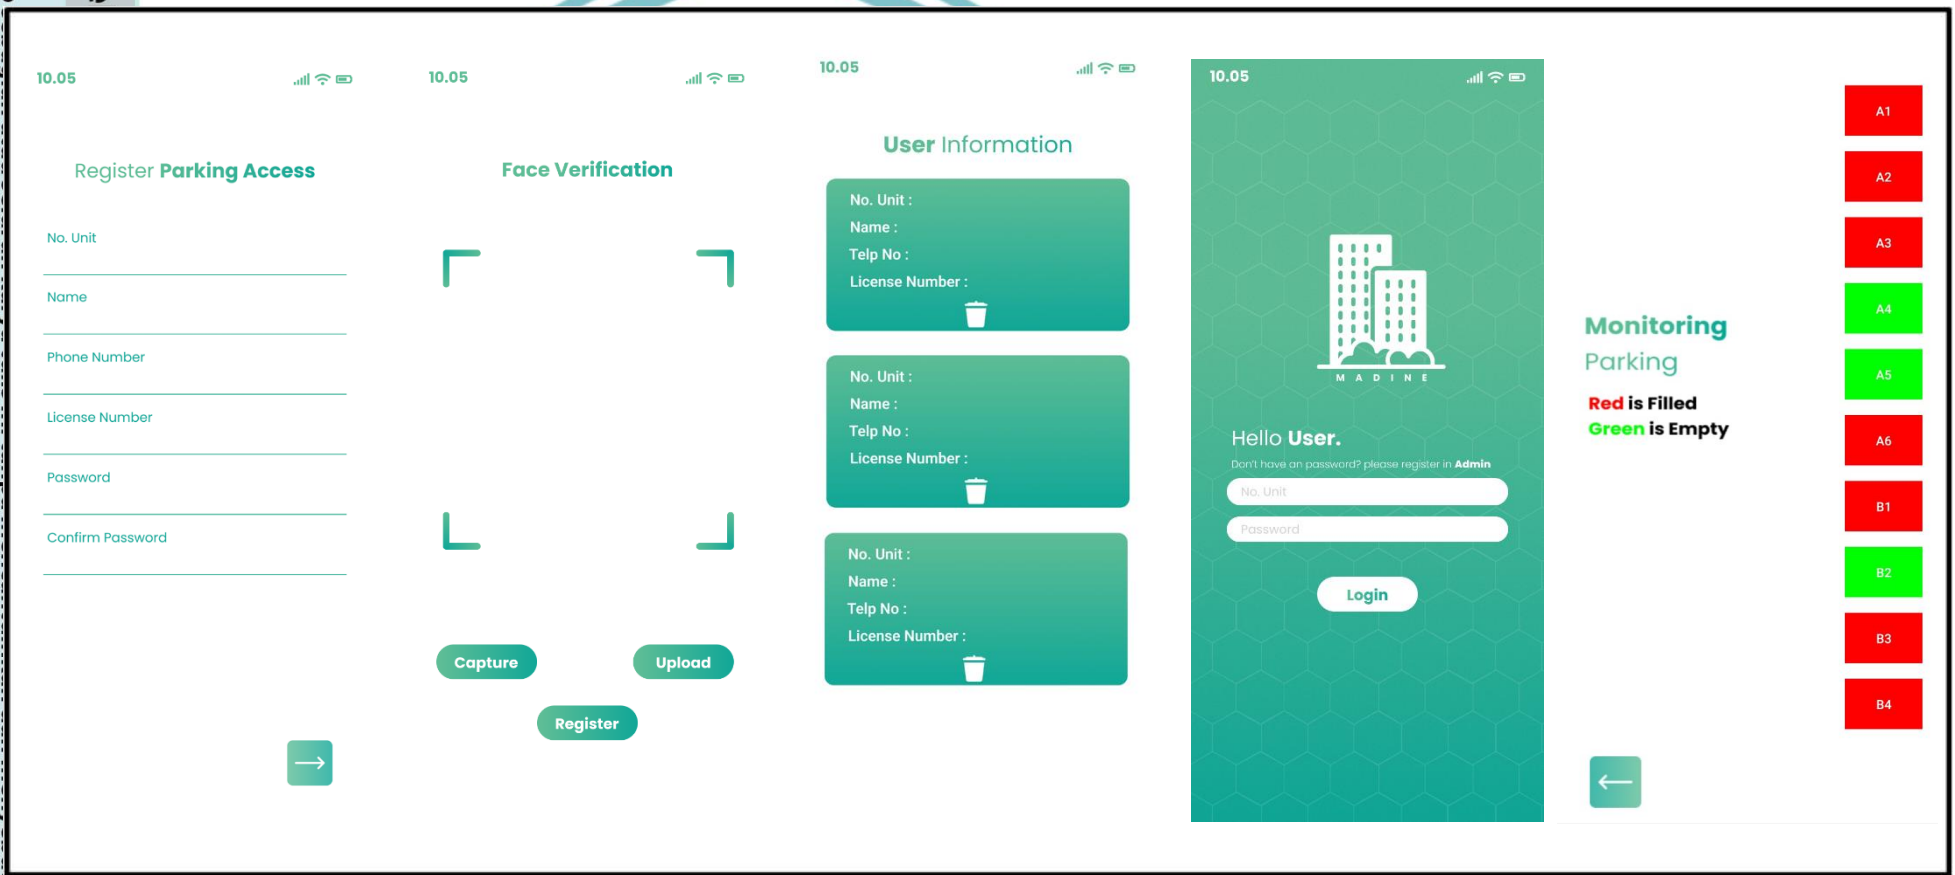 10.05
Register Parking Access
No. Unit
Name
Phone Number
License Number
Password
Confirm Password
10.05
Face Verification
Capture
Upload
Register
10.05
User Information
No. Unit :
Name :
Telp No :
License Number :
No. Unit :
Name :
Telp No :
License Number :
No. Unit :
Name :
Telp No :
License Number :
10.05
MADINE
Hello User.
Don't have an password? please register in Admin
No. Unit
Password
Login
Monitoring
Parking
Red is Filled
Green is Empty
A1
A2
A3
A4
A5
A6
B1
B2
B3
B4